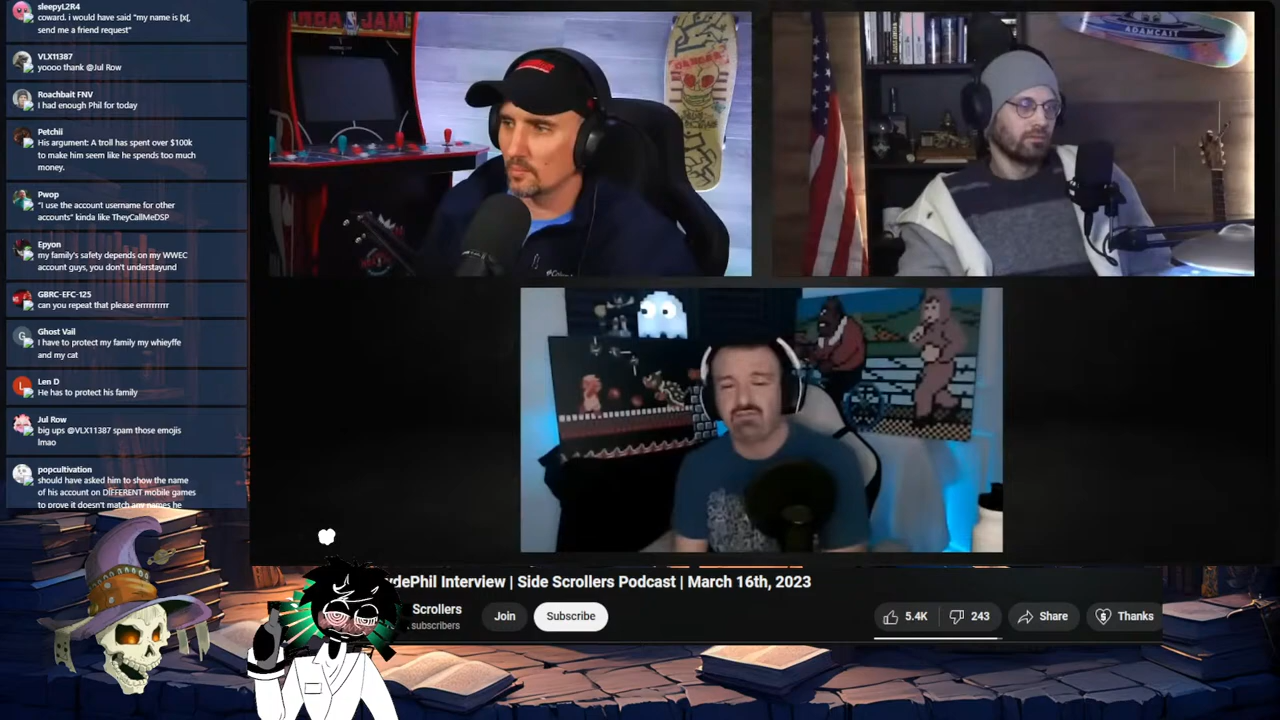 sleepyL2R4
coward. i would have said "my name is [x[,
send me a friend request"
VLX11387
yoooo thank @Jul Row
Roachbait FNV
I had enough Phil for today
Petchii
His argument: A troll has spent over $100k
to make him seem like he spends too much
money.
Pwop
"I use the account username for other
accounts" kinda like TheyCallMeDSP
Epyon
my family's safety depends on my WWEC
account guys, you don't understayund
GBRC-EFC-125
can you repeat that please errrrrrrrr
G
Ghost Vail
I have to protect my family my whieyffe
and my cat
L
Len D
He has to protect his family
Jul Row
big ups @VLX11387 spam those emojis
lmao
popcultivation
should have asked him to show the name
of his account on DIFFERENT mobile games
to prove it doesn't match any names he
NBA JAM
ADAMCAIT
ydePhil Interview | Side Scrollers Podcast | March 16th, 2023
Scrollers
subscribers
Join
Subscribe
5.4K
243
Share
Thanks